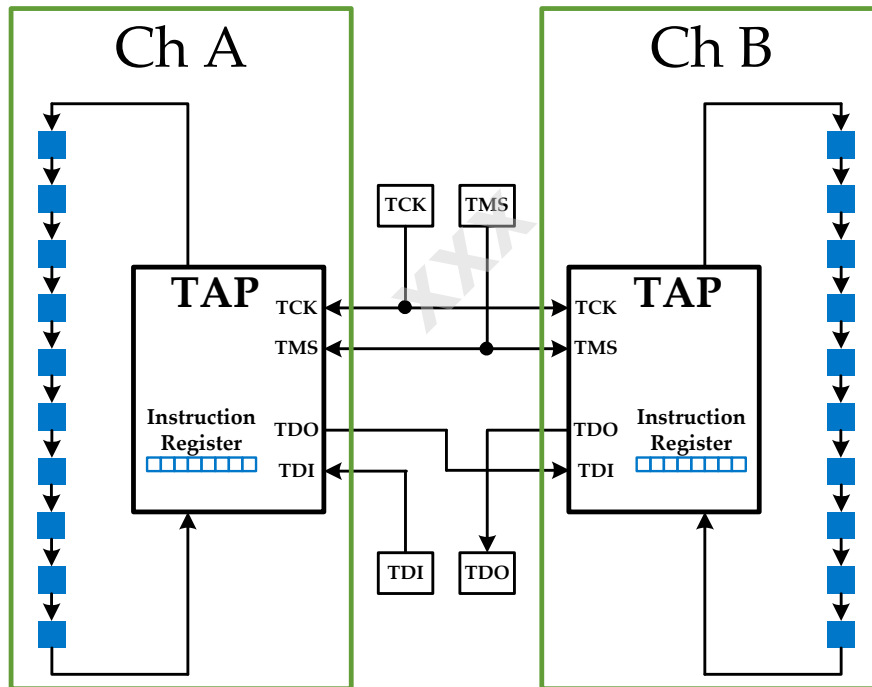 Ch A
Ch B
TCK
TMS
XXX
TAP
TCK
TMS
Instruction
Register
TDO
TDI
TAP
TCK
TMS
TDO
TDI
Instruction
Register
TDI
TDO